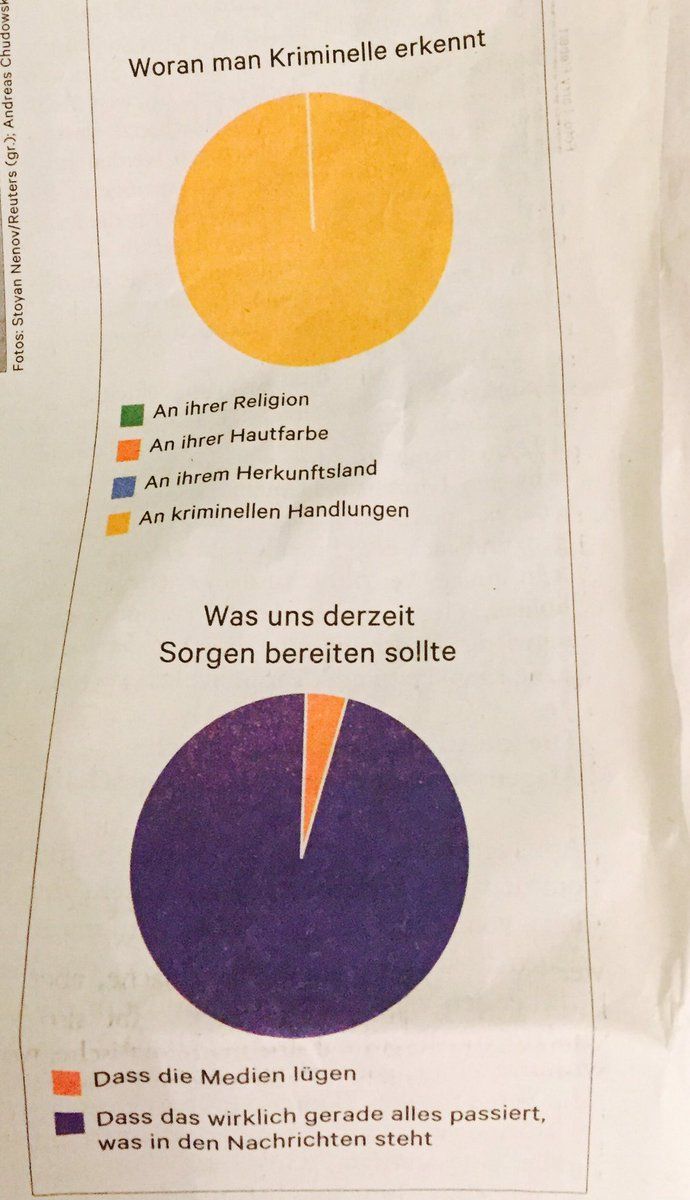 Fotos: Stoyan Nenov/Reuters (gr.); Andreas
Woran man Kriminelle erkennt
An ihrer Religion
An ihrer Hautfarbe
An ihrem Herkunftsland
An kriminellen Handlungen
Was uns derzeit
Sorgen bereiten sollte
Dass die Medien lügen
Dass das wirklich gerade alles passiert,
was in den Nachrichten steht